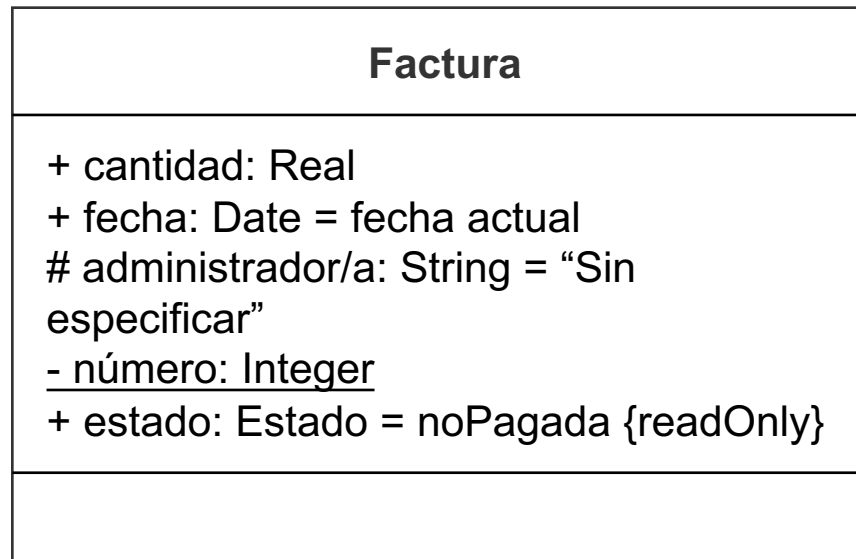 Factura
+ cantidad: Real
+ fecha: Date = fecha actual
# administrador/a: String = “Sin
especificar”
- número: Integer
+ estado: Estado = noPagada {readOnly}